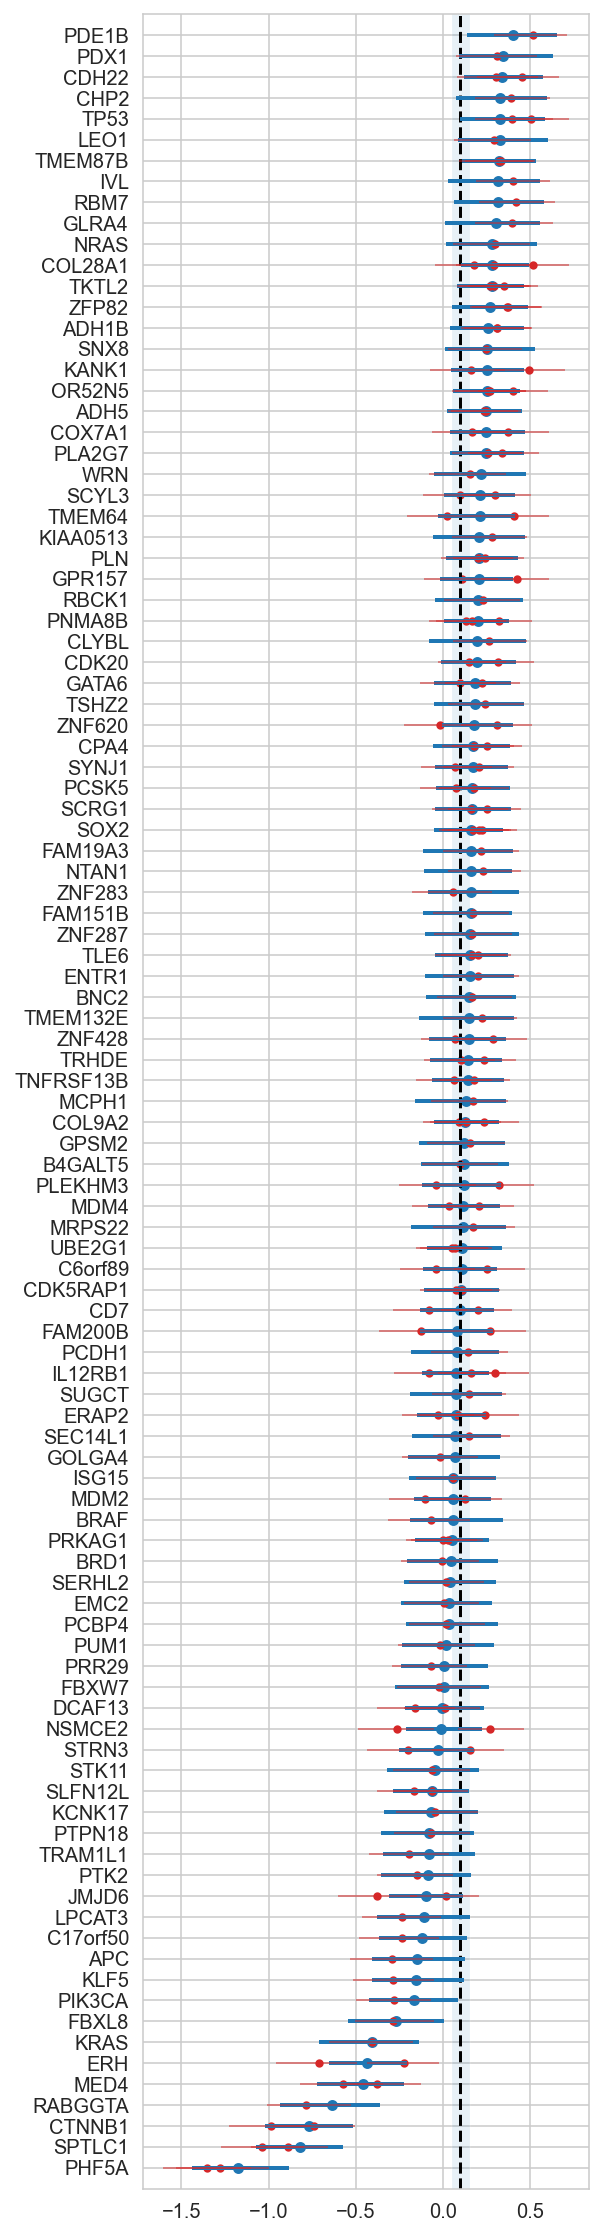 PDE1B
PDX1
CDH22
CHP2
TP53
LEO1
TMEM87B
IVL
RBM7
GLRA4
NRAS
COL28A1
TKTL2
ZFP82
ADH1B
SNX8
KANK1
OR52N5
ADH5
COX7A1
PLA2G7
WRN
SCYL3
TMEM64
KIAA0513
PLN
GPR157
RBCK1
PNMA8B
CLYBL
CDK20
GATA6
TSHZ2
ZNF620
CPA4
SYNJ1
PCSK5
SCRG1
SOX2
FAM19A3
NTAN1
ZNF283
FAM151B
ZNF287
TLE6
ENTR1
BNC2
TMEM132E
ZNF428
TRHDE
TNFRSF13B
MCPH1
COL9A2
GPSM2
B4GALT5
PLEKHM3
MDM4
MRPS22
UBE2G1
C6orf89
CDK5RAP1
CD7
FAM200B
PCDH1
IL12RB1
SUGCT
ERAP2
SEC14L1
GOLGA4
ISG15
MDM2
BRAF
PRKAG1
BRD1
SERHL2
EMC2
PCBP4
PUM1
PRR29
FBXW7
DCAF13
NSMCE2
STRN3
STK11
SLFN12L
KCNK17
PTPN18
TRAM1L1
PTK2
JMJD6
LPCAT3
C17orf50
APC
KLF5
PIK3CA
FBXL8
KRAS
ERH
MED4
RABGGTA
CTNNB1
SPTLC1
PHF5A
−1.5 −1.0 −0.5 0.0 0.5